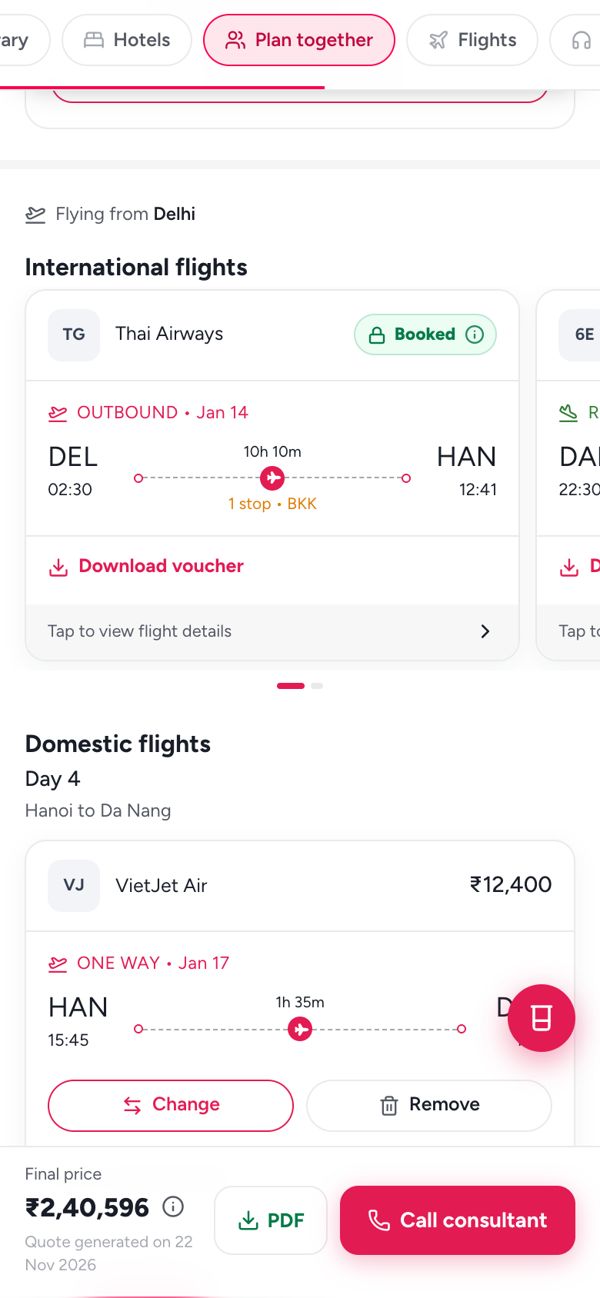 ary
Hotels
Plan together
Flights
Flying from Delhi
International flights
TG
Thai Airways
Booked
6E
OUTBOUND • Jan 14
R
DEL
10h 10m
HAN
DA
02:30
12:41
22:30
1 stop • BKK
Download voucher
D
Tap to view flight details
Tap to
Domestic flights
Day 4
Hanoi to Da Nang
VJ
VietJet Air
₹12,400
ONE WAY • Jan 17
HAN
1h 35m
D
15:45
Change
Remove
Final price
₹2,40,596
PDF
Call consultant
Quote generated on 22
Nov 2026